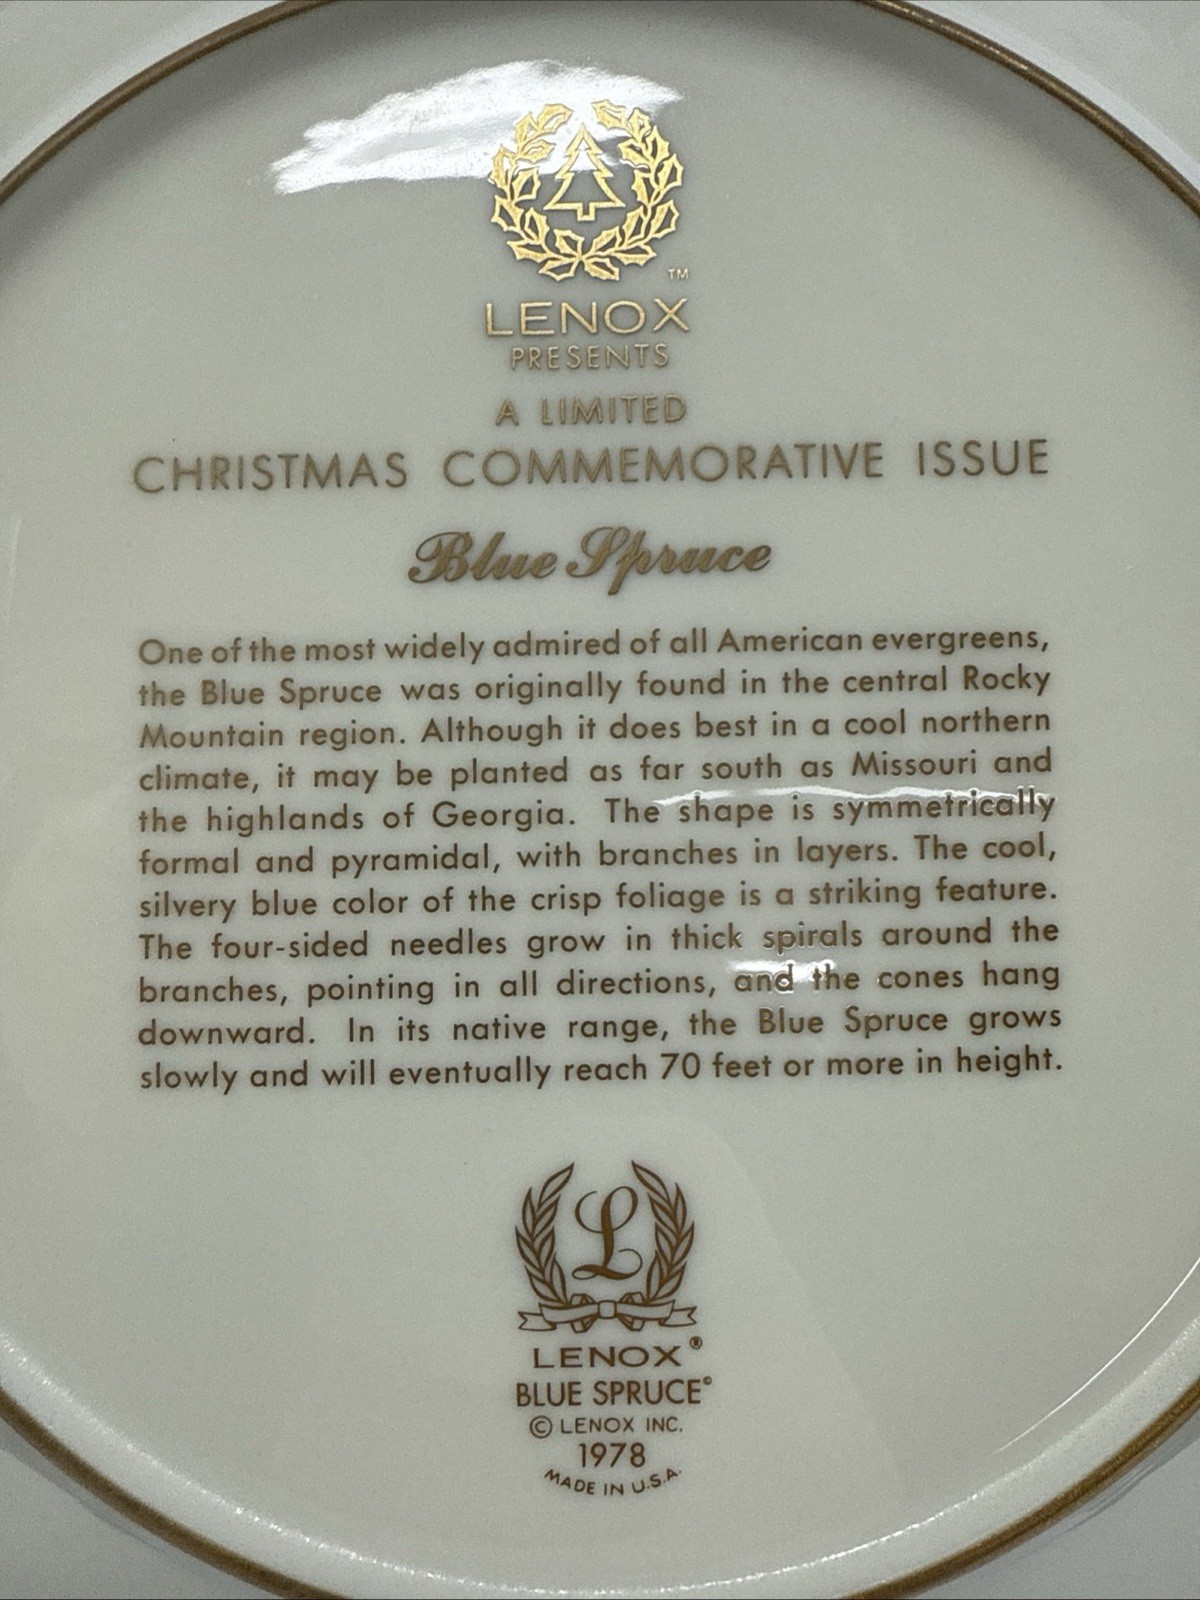 TM
LENOX
PRESENTS
A LIMITED
CHRISTMAS COMMEMORATIVE ISSUE
Blue Spruce
One of the most widely admired of all American evergreens,
the Blue Spruce was originally found in the central Rocky
Mountain region. Although it does best in a cool northern
climate, it may be planted as far south as Missouri and
the highlands of Georgia. The shape is symmetrically
formal and pyramidal, with branches in layers. The cool,
silvery blue color of the crisp foliage is a striking feature.
The four-sided needles grow in thick spirals around the
branches, pointing in all directions, and the cones hang
downward. In its native range, the Blue Spruce grows
slowly and will eventually reach 70 feet or more in height.
L
LENOX®
BLUE SPRUCE©
© LENOX INC.
1978
MADE IN U.S.A.